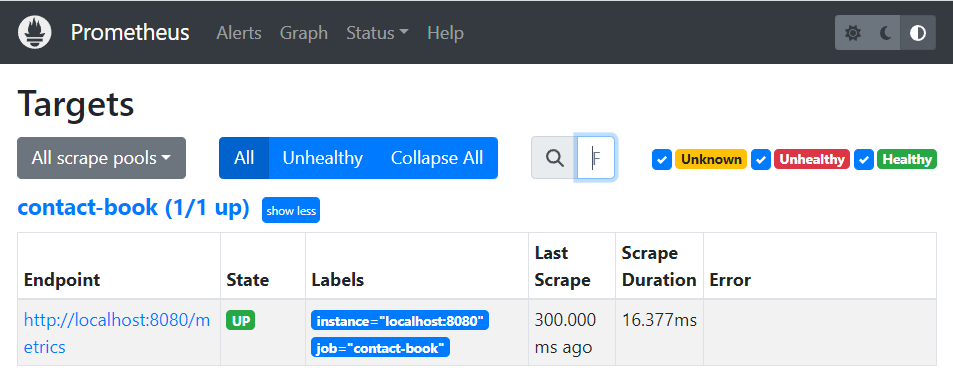 Prometheus Alerts Graph Status Help
Targets
All scrape pools All Unhealthy Collapse All F Unknown Unhealthy Healthy
contact-book (1/1 up) show less
Endpoint State Labels Last Scrape Scrape Duration Error
http://localhost:8080/m
etrics
UP
instance="localhost:8080"
job="contact-book"
300.000
ms ago
16.377ms